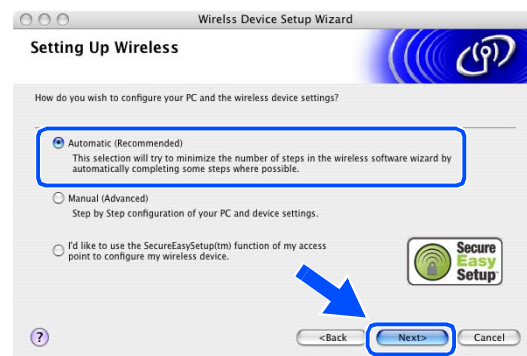 Wirelss Device Setup Wizard
Setting Up Wireless
How do you wish to configure your PC and the wireless device settings?
Automatic (Recommended)
This selection will try to minimize the number of steps in the wireless software wizard by
automatically completing some steps where possible.
Manual (Advanced)
Step by Step configuration of your PC and device settings.
I'd like to use the SecureEasySetup(tm) function of my access
point to configure my wireless device.
Secure
Easy
Setup
?
<Back
Next>
Cancel